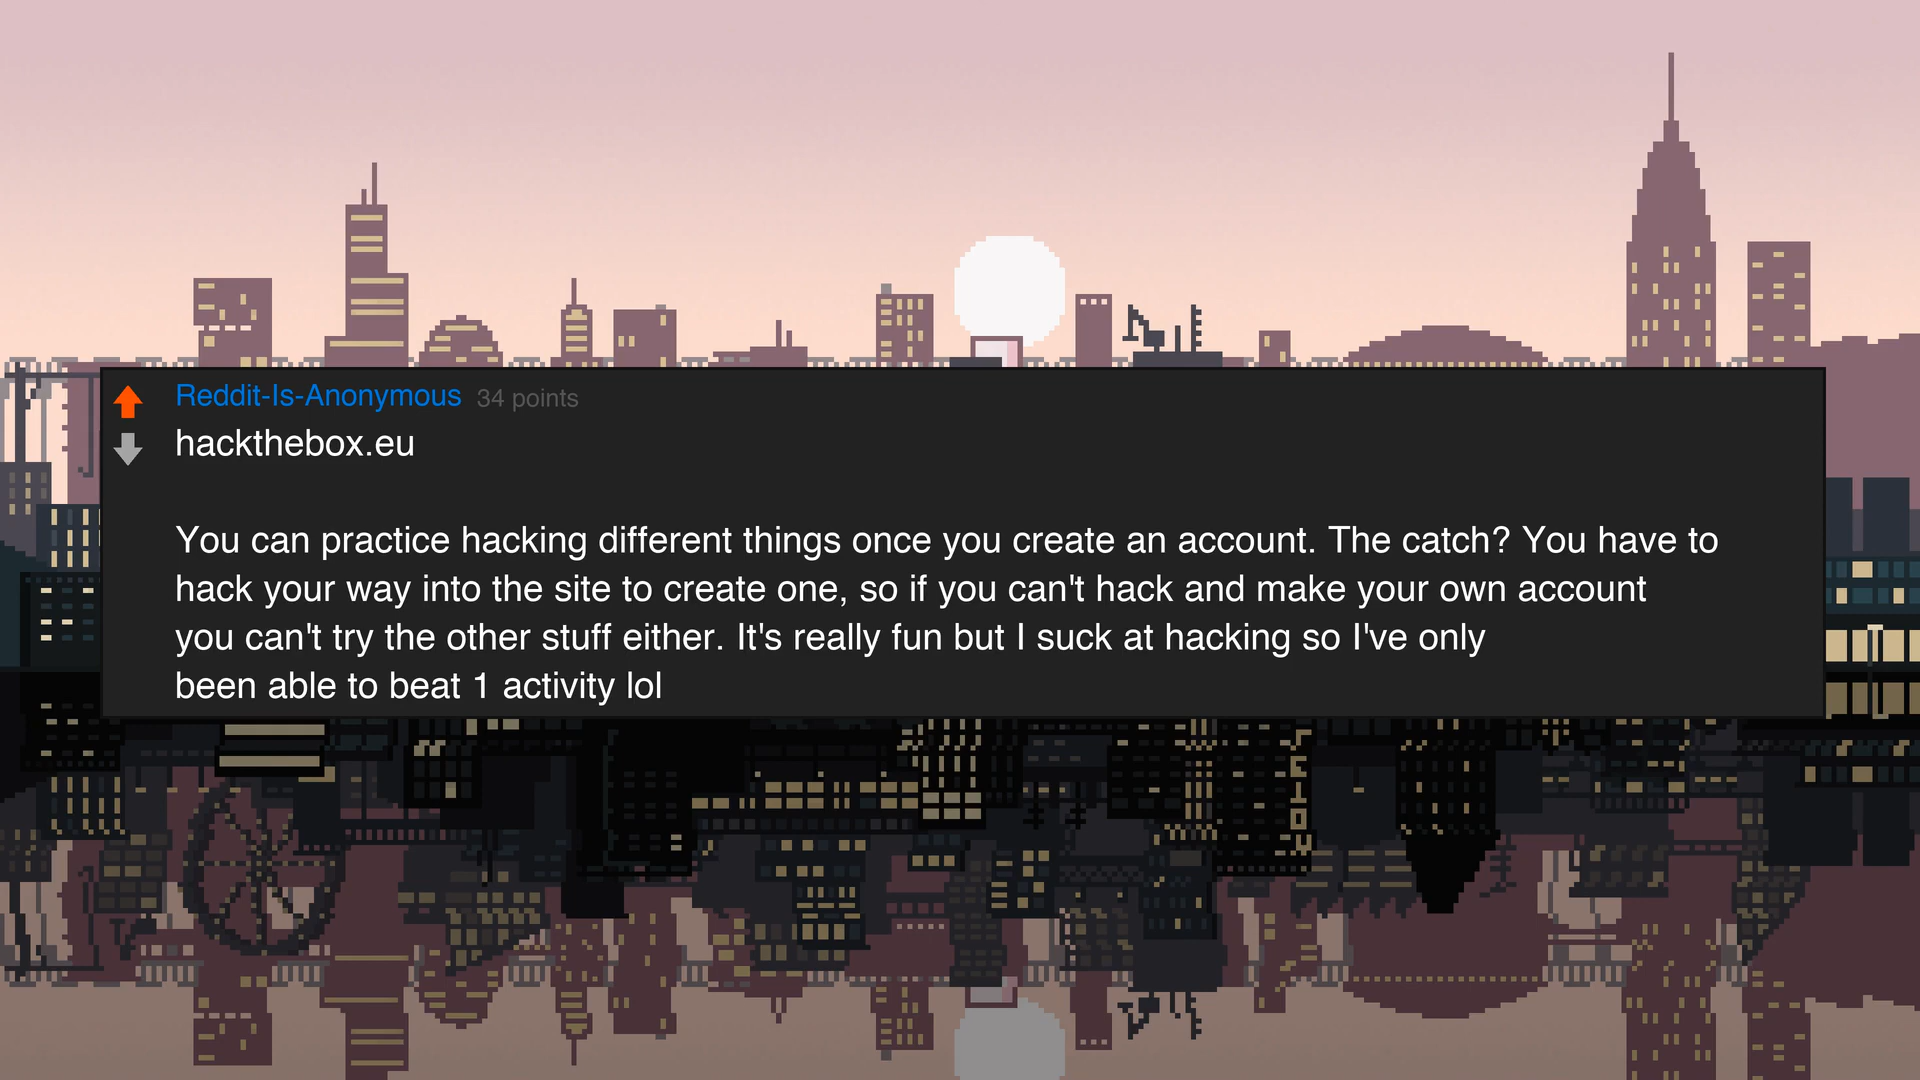 Reddit-Is-Anonymous 34 points
hackthebox.eu
You can practice hacking different things once you create an account. The catch? You have to
hack your way into the site to create one, so if you can't hack and make your own account
you can't try the other stuff either. It's really fun but I suck at hacking so I've only
been able to beat 1 activity lol